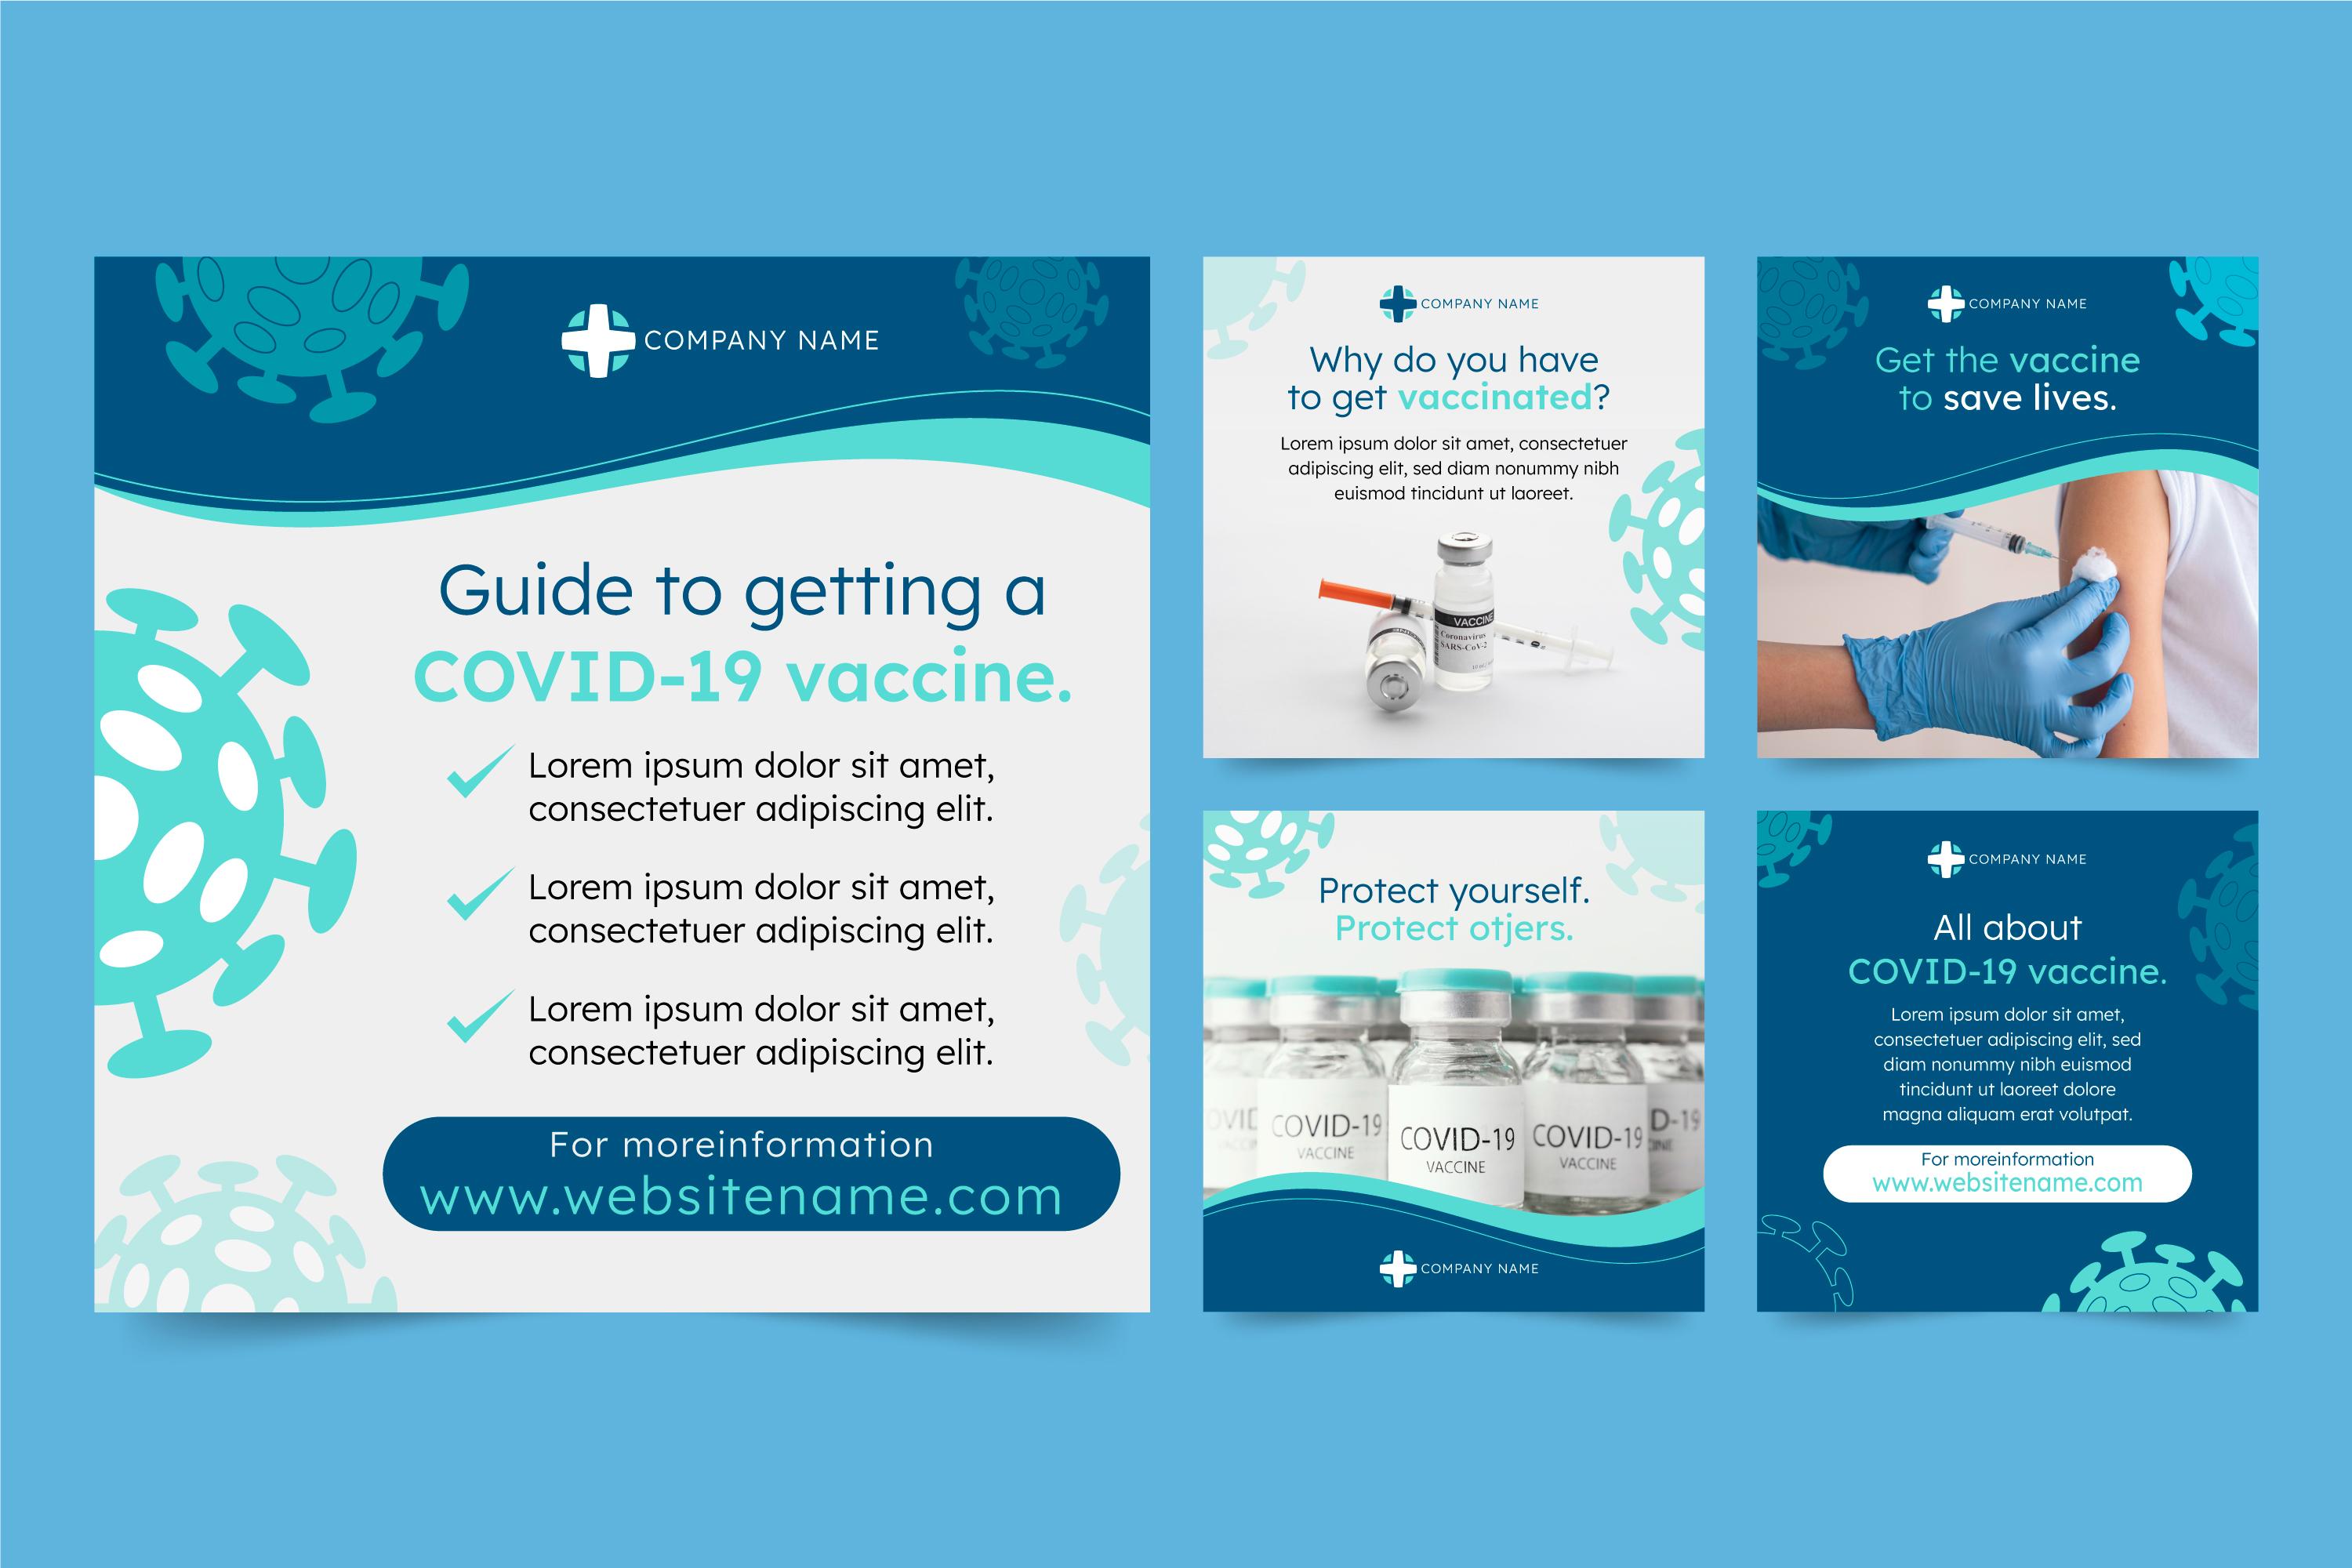 COMPANY NAME
Guide to getting a
COVID-19 vaccine.
Lorem ipsum dolor sit amet,
consectetuer adipiscing elit.
Lorem ipsum dolor sit amet,
consectetuer adipiscing elit.
Lorem ipsum dolor sit amet,
consectetuer adipiscing elit.
For moreinformation
www.websitename.com
COMPANY NAME
Why do you have
to get vaccinated?
Lorem ipsum dolor sit amet, consectetuer
adipiscing elit, sed diam nonummy nibh
euismod tincidunt ut laoreet.
VACCINE
Coronavirus
SARS-CoV-2
COMPANY NAME
Get the vaccine
to save lives.
Protect yourself.
Protect otjers.
COVID-19
VACCINE
COVID-19
VACCINE
COVID-19
VACCINE
COMPANY NAME
COMPANY NAME
All about
COVID-19 vaccine.
Lorem ipsum dolor sit amet,
consectetuer adipiscing elit, sed
diam nonummy nibh euismod
tincidunt ut laoreet dolore
magna aliquam erat volutpat.
For moreinformation
www.websitename.com